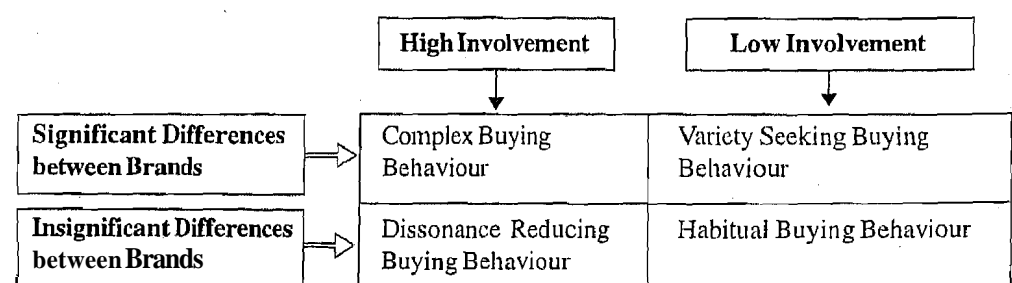 High Involvement
Low Involvement
Significant Differences
between Brands
Complex Buying
Behaviour
Variety Seeking Buying
Behaviour
Insignificant Differences
between Brands
Dissonance Reducing
Buying Behaviour
Habitual Buying Behaviour